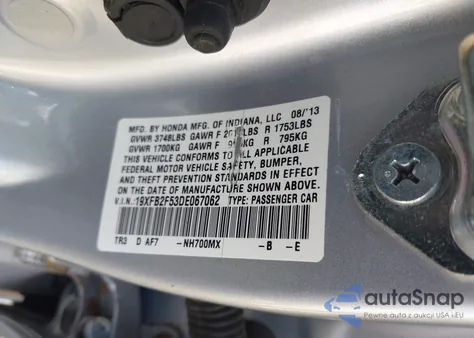 MFD. BY HONDA MFG. OF INDIANA, LLC 08/13
GVWR 3748LBS GAWR F LBS R 1753LBS
GVWR 1700KG GAWR F KG R 795KG
THIS VEHICLE CONFORMS TO ALL APPLICABLE
FEDERAL MOTOR VEHICLE SAFETY, BUMPER,
AND THEFT PREVENTION STANDARDS IN EFFECT
ON THE DATE OF MANUFACTURE SHOWN ABOVE.
V.I.N.: 19XFB2F53DE067062 TYPE: PASSENGER CAR
TR3 D AF7 -NH700MX -B -E
autoSnap
Pewne auta z aukcji USA i EU